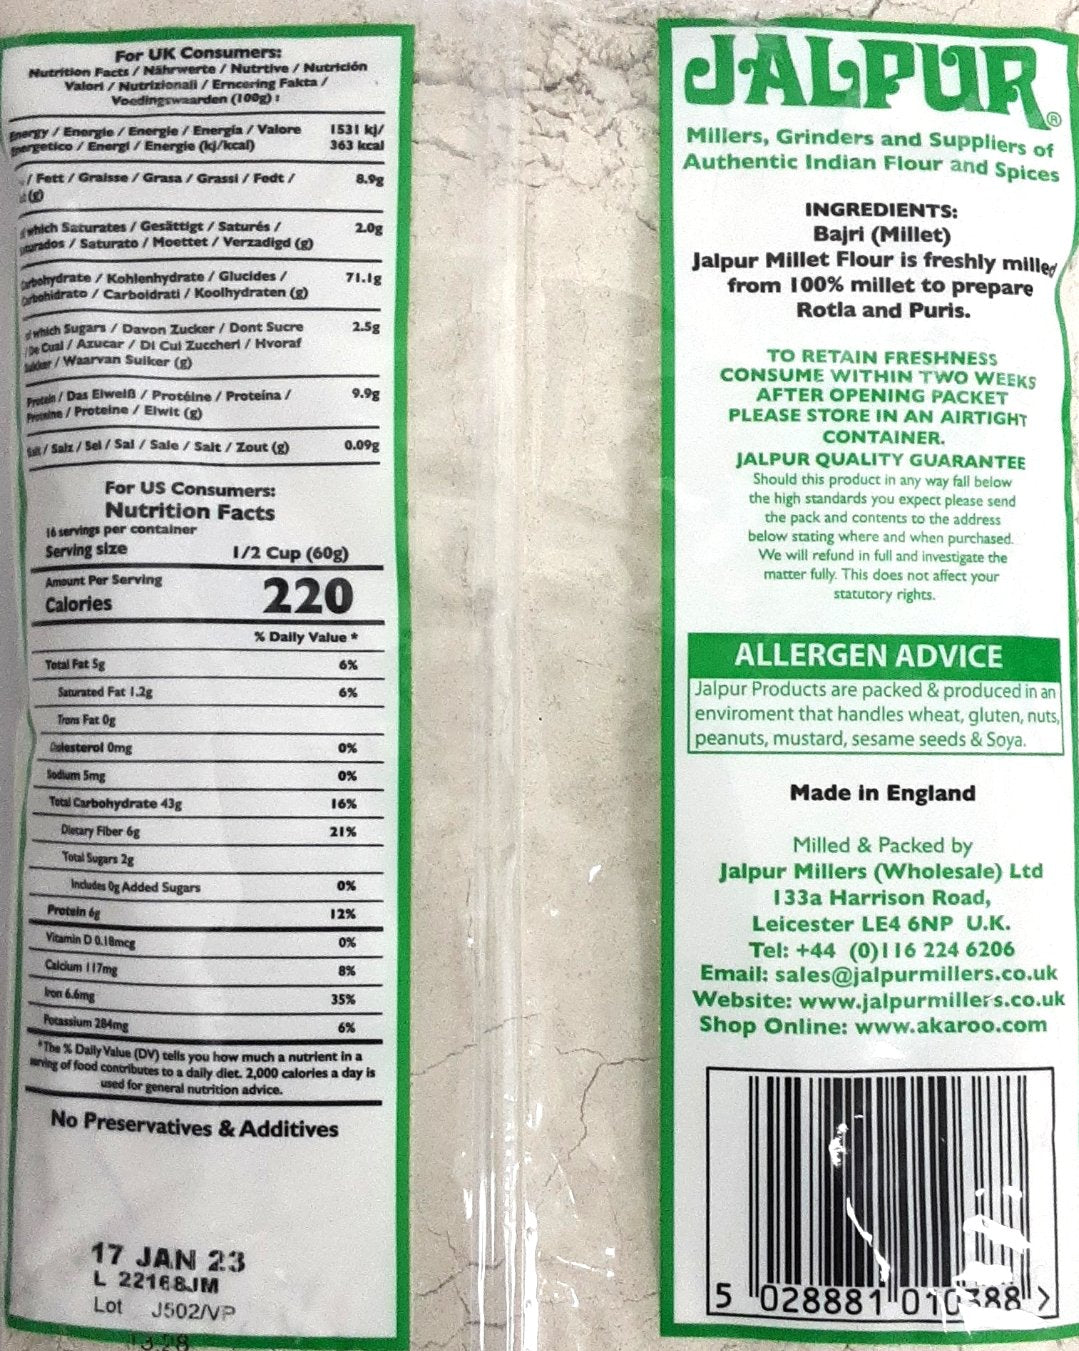 For UK Consumers:
Nutrition Facts / Nährwerte / Nutrtive / Nutrición
Valori / Nutrizionali / Erncering Fakta /
Voedingswaarden (100g) :
Energy / Energie / Energie / Energia / Valore 1531 kj/
Energetico / Energi / Energie (kj/kcal) 363 kcal
/ Fett / Graisse / Grasa / Grassi / Fedt / 8.9g
(g)
of which Saturates / Gesättigt / Saturés / 2.0g
/ Saturato / Moettet / Verzadigd (g)
Carbohydrate / Kohlenhydrate / Glucides / 71.1g
Carbohidrato / Carboidrati / Koolhydraten (g)
of which Sugars / Davon Zucker / Dont Sucre 2.5g
/ De Cual / Azucar / Di Cui Zuccheri / Hvoraf
/ Waarvan Suiker (g)
Protein / Das Eiweiß / Protéine / Proteina / 9.9g
/ Proteine / Eiwit (g)
Salt / Salz / Sel / Sal / Sale / Salt / Zout (g) 0.09g
For US Consumers:
Nutrition Facts
16 servings per container
Serving size 1/2 Cup (60g)
Amount Per Serving
Calories 220
% Daily Value *
Total Fat 5g 6%
Saturated Fat 1.2g 6%
Trans Fat 0g
Colesterol 0mg 0%
Sodium 5mg 0%
Total Carbohydrate 43g 16%
Dietary Fiber 6g 21%
Total Sugars 2g
Includes 0g Added Sugars 0%
Protein 6g 12%
Vitamin D 0.18mcg 0%
Calcium 117mg 8%
Iron 6.6mg 35%
Potassium 284mg 6%
*The % Daily Value (DV) tells you how much a nutrient in a
serving of food contributes to a daily diet. 2,000 calories a day is
used for general nutrition advice.
No Preservatives & Additives
17 JAN 23
L 22168JM
Lot J502/VP
JALPUR®
Millers, Grinders and Suppliers of
Authentic Indian Flour and Spices
INGREDIENTS:
Bajri (Millet)
Jalpur Millet Flour is freshly milled
from 100% millet to prepare
Rotla and Puris.
TO RETAIN FRESHNESS
CONSUME WITHIN TWO WEEKS
AFTER OPENING PACKET
PLEASE STORE IN AN AIRTIGHT
CONTAINER.
JALPUR QUALITY GUARANTEE
Should this product in any way fall below
the high standards you expect please send
the pack and contents to the address
below stating where and when purchased.
We will refund in full and investigate the
matter fully. This does not affect your
statutory rights.
ALLERGEN ADVICE
Jalpur Products are packed & produced in an
enviroment that handles wheat, gluten, nuts,
peanuts, mustard, sesame seeds & Soya.
Made in England
Milled & Packed by
Jalpur Millers (Wholesale) Ltd
133a Harrison Road,
Leicester LE4 6NP U.K.
Tel: +44 (0)116 224 6206
Email: sales@jalpurmillers.co.uk
Website: www.jalpurmillers.co.uk
Shop Online: www.akaroo.com
5 028881 010388 >